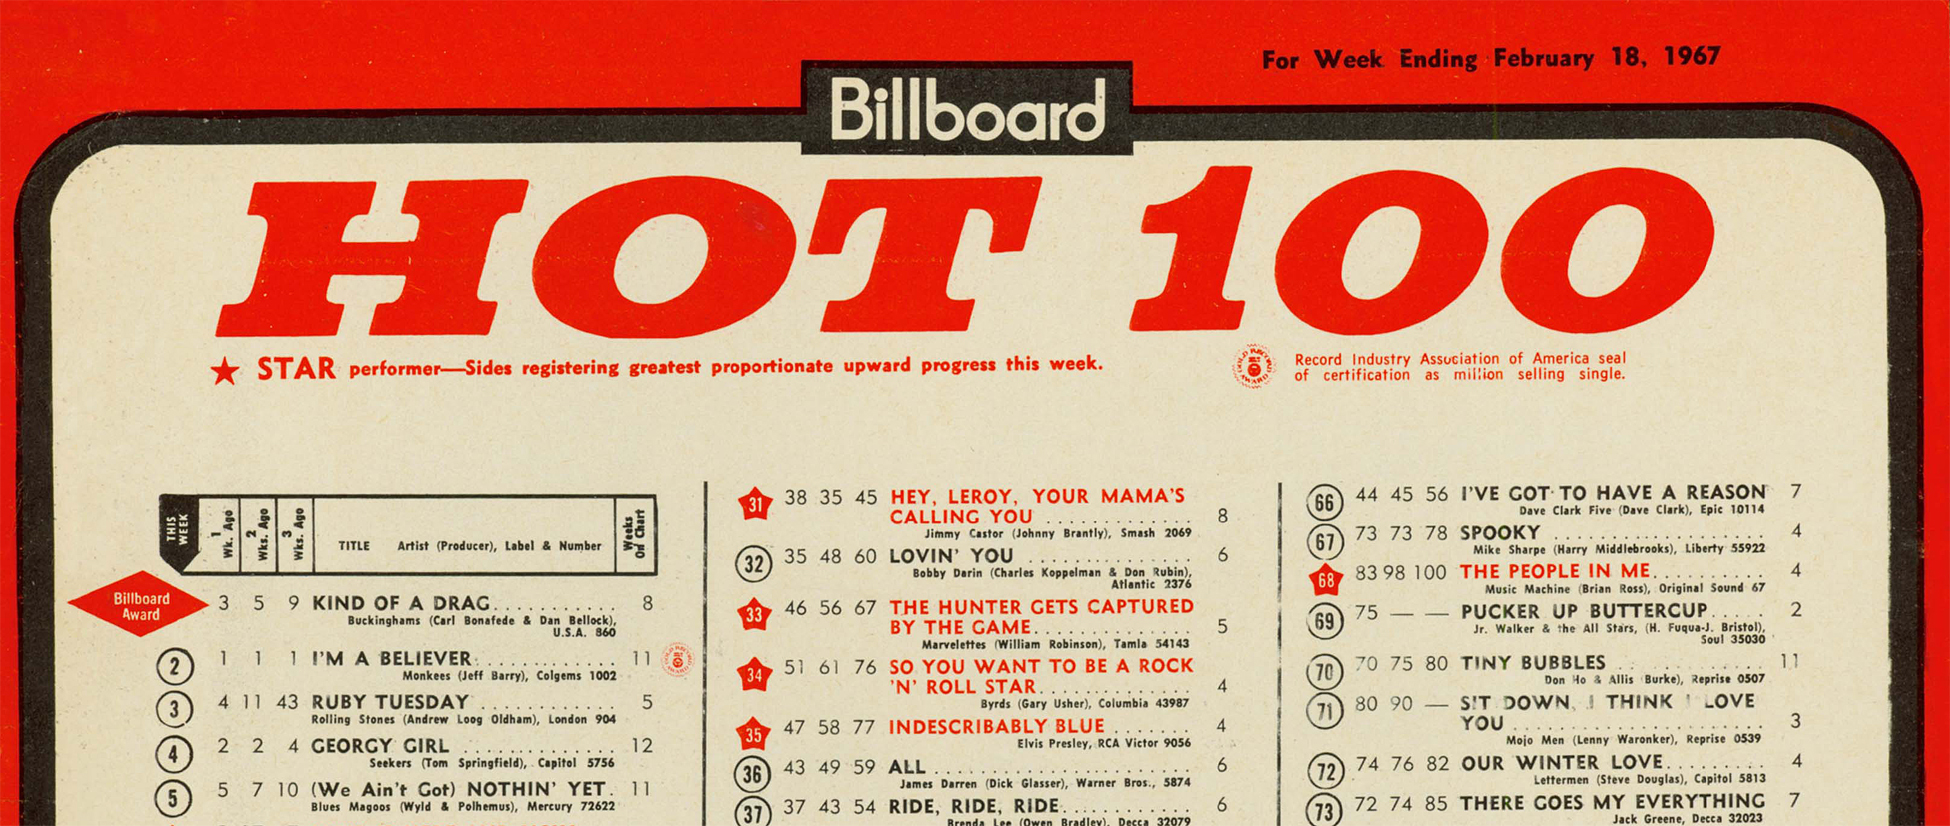 For Week Ending February 18, 1967
Billboard
HOT 100
★ STAR performer—Sides registering greatest proportionate upward progress this week.
Record Industry Association of America seal
of certification as million selling single.
THIS WEEK
1 Wk. Ago
2 Wks. Ago
3 Wks. Ago
TITLE Artist (Producer), Label & Number
Weeks On Chart
Billboard Award
3 5 9 KIND OF A DRAG............ 8
Buckinghams (Carl Bonafede & Dan Bellock),
U.S.A. 860
2 1 1 1 I'M A BELIEVER............ 11
Monkees (Jeff Barry), Colgems 1002
GOLD RECORD AWARD
3 4 11 43 RUBY TUESDAY............ 5
Rolling Stones (Andrew Loog Oldham), London 904
4 2 2 4 GEORGY GIRL............ 12
Seekers (Tom Springfield), Capitol 5756
5 5 7 10 (We Ain't Got) NOTHIN' YET. 11
Blues Magoos (Wyld & Polhemus), Mercury 72622
31 38 35 45 HEY, LEROY, YOUR MAMA'S
CALLING YOU ............ 8
Jimmy Castor (Johnny Brantly), Smash 2069
32 35 48 60 LOVIN' YOU ............ 6
Bobby Darin (Charles Koppelman & Don Rubin),
Atlantic 2376
33 46 56 67 THE HUNTER GETS CAPTURED
BY THE GAME............ 5
Marvelettes (William Robinson), Tamla 54143
34 51 61 76 SO YOU WANT TO BE A ROCK
'N' ROLL STAR............ 4
Byrds (Gary Usher), Columbia 43987
35 47 58 77 INDESCRIBABLY BLUE ...... 4
Elvis Presley, RCA Victor 9056
36 43 49 59 ALL .................... 6
James Darren (Dick Glasser), Warner Bros., 5874
37 37 43 54 RIDE, RIDE, RIDE.......... 6
Brenda Lee (Owen Bradley), Decca 32079
66 44 45 56 I'VE GOT TO HAVE A REASON 7
Dave Clark Five (Dave Clark), Epic 10114
67 73 73 78 SPOOKY .................. 4
Mike Sharpe (Harry Middlebrooks), Liberty 55922
68 83 98 100 THE PEOPLE IN ME.......... 4
Music Machine (Brian Ross), Original Sound 67
69 75 — — PUCKER UP BUTTERCUP..... 2
Jr. Walker & the All Stars, (H. Fuqua-J. Bristol),
Soul 35030
70 70 75 80 TINY BUBBLES ............ 11
Don Ho & Allis (Burke), Reprise 0507
71 80 90 — SIT DOWN, I THINK I LOVE
YOU .................... 3
Mojo Men (Lenny Waronker), Reprise 0539
72 74 76 82 OUR WINTER LOVE......... 4
Lettermen (Steve Douglas), Capitol 5813
73 72 74 85 THERE GOES MY EVERYTHING 7
Jack Greene, Decca 32023